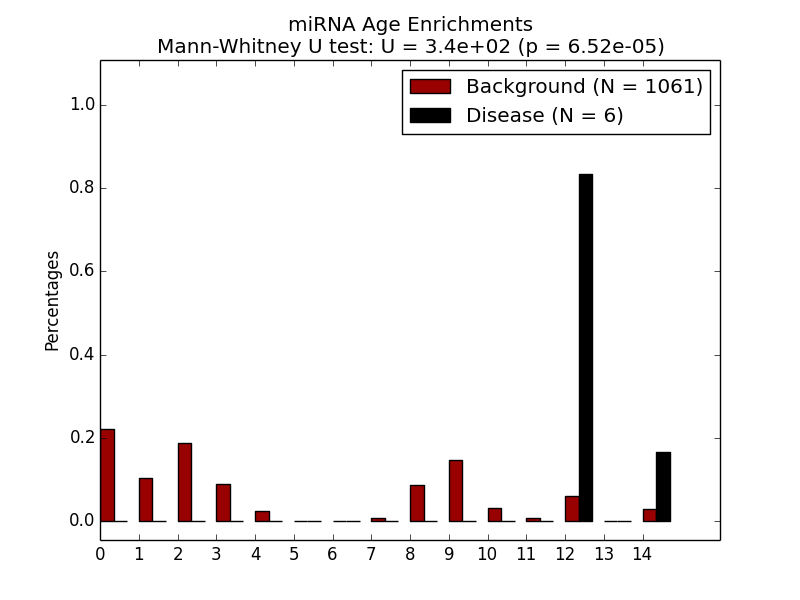 miRNA Age Enrichments
Mann-Whitney U test: U = 3.4e+02 (p = 6.52e-05)
Background (N = 1061)
Disease (N = 6)
Percentages
1.0
0.8
0.6
0.4
0.2
0.0
0 1 2 3 4 5 6 7 8 9 10 11 12 13 14